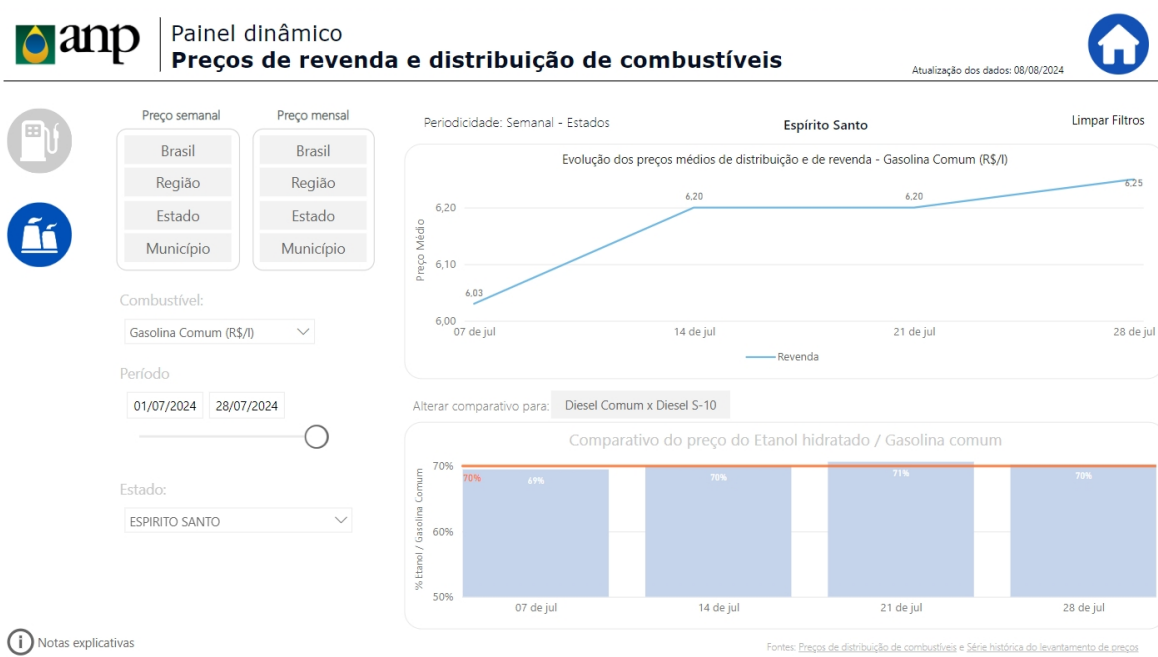 anp
Painel dinâmico
Preços de revenda e distribuição de combustíveis
Atualização dos dados: 08/08/2024
Preço semanal
Brasil
Região
Estado
Município
Preço mensal
Brasil
Região
Estado
Município
Combustível:
Gasolina Comum (R$/l)
Período
01/07/2024 28/07/2024
Estado:
ESPIRITO SANTO
Notas explicativas
Periodicidade: Semanal - Estados
Espírito Santo
Limpar Filtros
Evolução dos preços médios de distribuição e de revenda - Gasolina Comum (R$/l)
Preço Médio
6,20
6,10
6,00
6,03
6,20
6,20
6,25
07 de jul 14 de jul 21 de jul 28 de jul
Revenda
Alterar comparativo para: Diesel Comum x Diesel S-10
Comparativo do preço do Etanol hidratado / Gasolina comum
% Etanol / Gasolina Comum
70%
60%
50%
70% 69% 70% 71% 70%
07 de jul 14 de jul 21 de jul 28 de jul
Fontes: Preços de distribuição de combustíveis e Série histórica do levantamento de preços